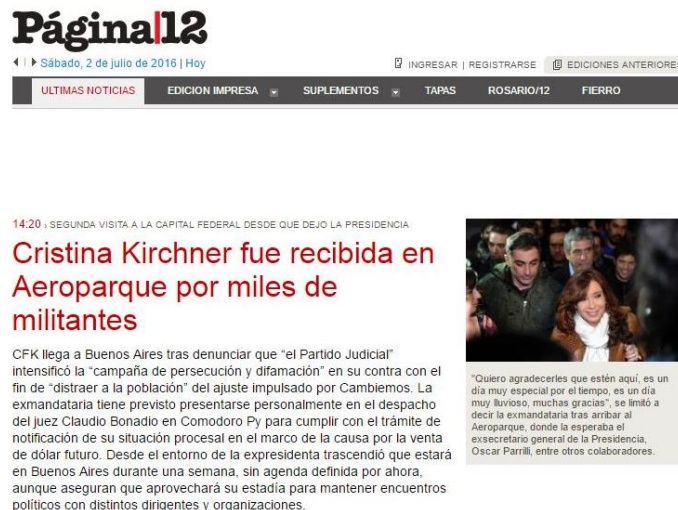 Página|12
Sábado, 2 de julio de 2016 | Hoy
INGRESAR | REGISTRARSE
EDICIONES ANTERIORES
ULTIMAS NOTICIAS EDICION IMPRESA SUPLEMENTOS TAPAS ROSARIO/12 FIERRO
14:20 › SEGUNDA VISITA A LA CAPITAL FEDERAL DESDE QUE DEJO LA PRESIDENCIA
Cristina Kirchner fue recibida en
Aeroparque por miles de
militantes
CFK llega a Buenos Aires tras denunciar que “el Partido Judicial”
intensificó la “campaña de persecución y difamación” en su contra con el
fin de “distraer a la población” del ajuste impulsado por Cambiemos. La
exmandataria tiene previsto presentarse personalmente en el despacho
del juez Claudio Bonadio en Comodoro Py para cumplir con el trámite de
notificación de su situación procesal en el marco de la causa por la venta
de dólar futuro. Desde el entorno de la expresidenta trascendió que estará
en Buenos Aires durante una semana, sin agenda definida por ahora,
aunque aseguran que aprovechará su estadía para mantener encuentros
políticos con distintos dirigentes y organizaciones.
"Quiero agradecerles que estén aquí, es un
día muy especial por el tiempo, es un día
muy lluvioso, muchas gracias", se limitó a
decir la exmandataria tras arribar al
Aeroparque, donde la esperaba el
exsecretario general de la Presidencia,
Oscar Parrilli, entre otros colaboradores.